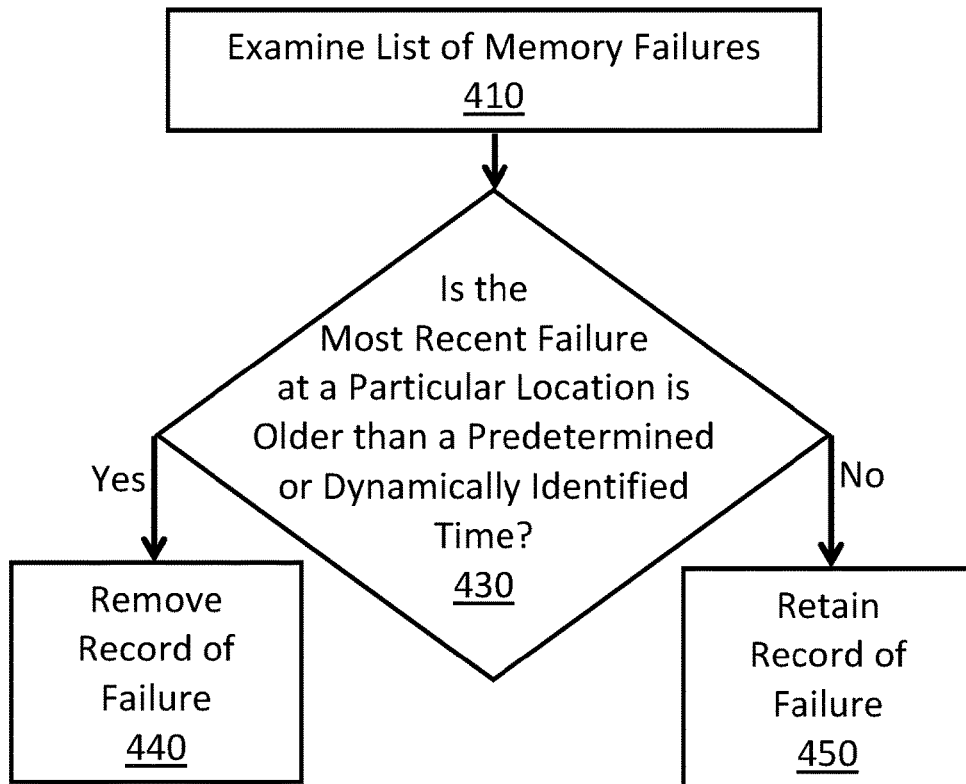 Examine List of Memory Failures
410
Is the
Most Recent Failure
at a Particular Location is
Older than a Predetermined
or Dynamically Identified
Time?
430
Yes
No
Remove
Record of
Failure
440
Retain
Record of
Failure
450